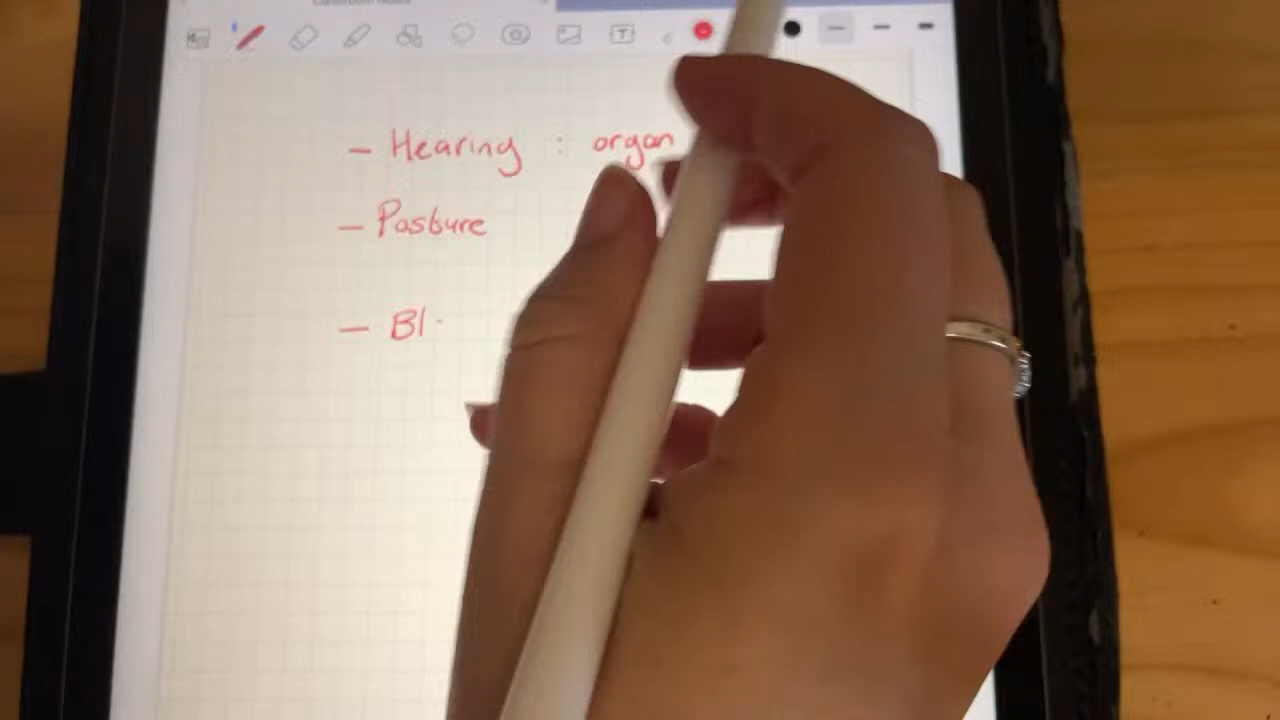 - Hearing : organ
- Posture
- Bl